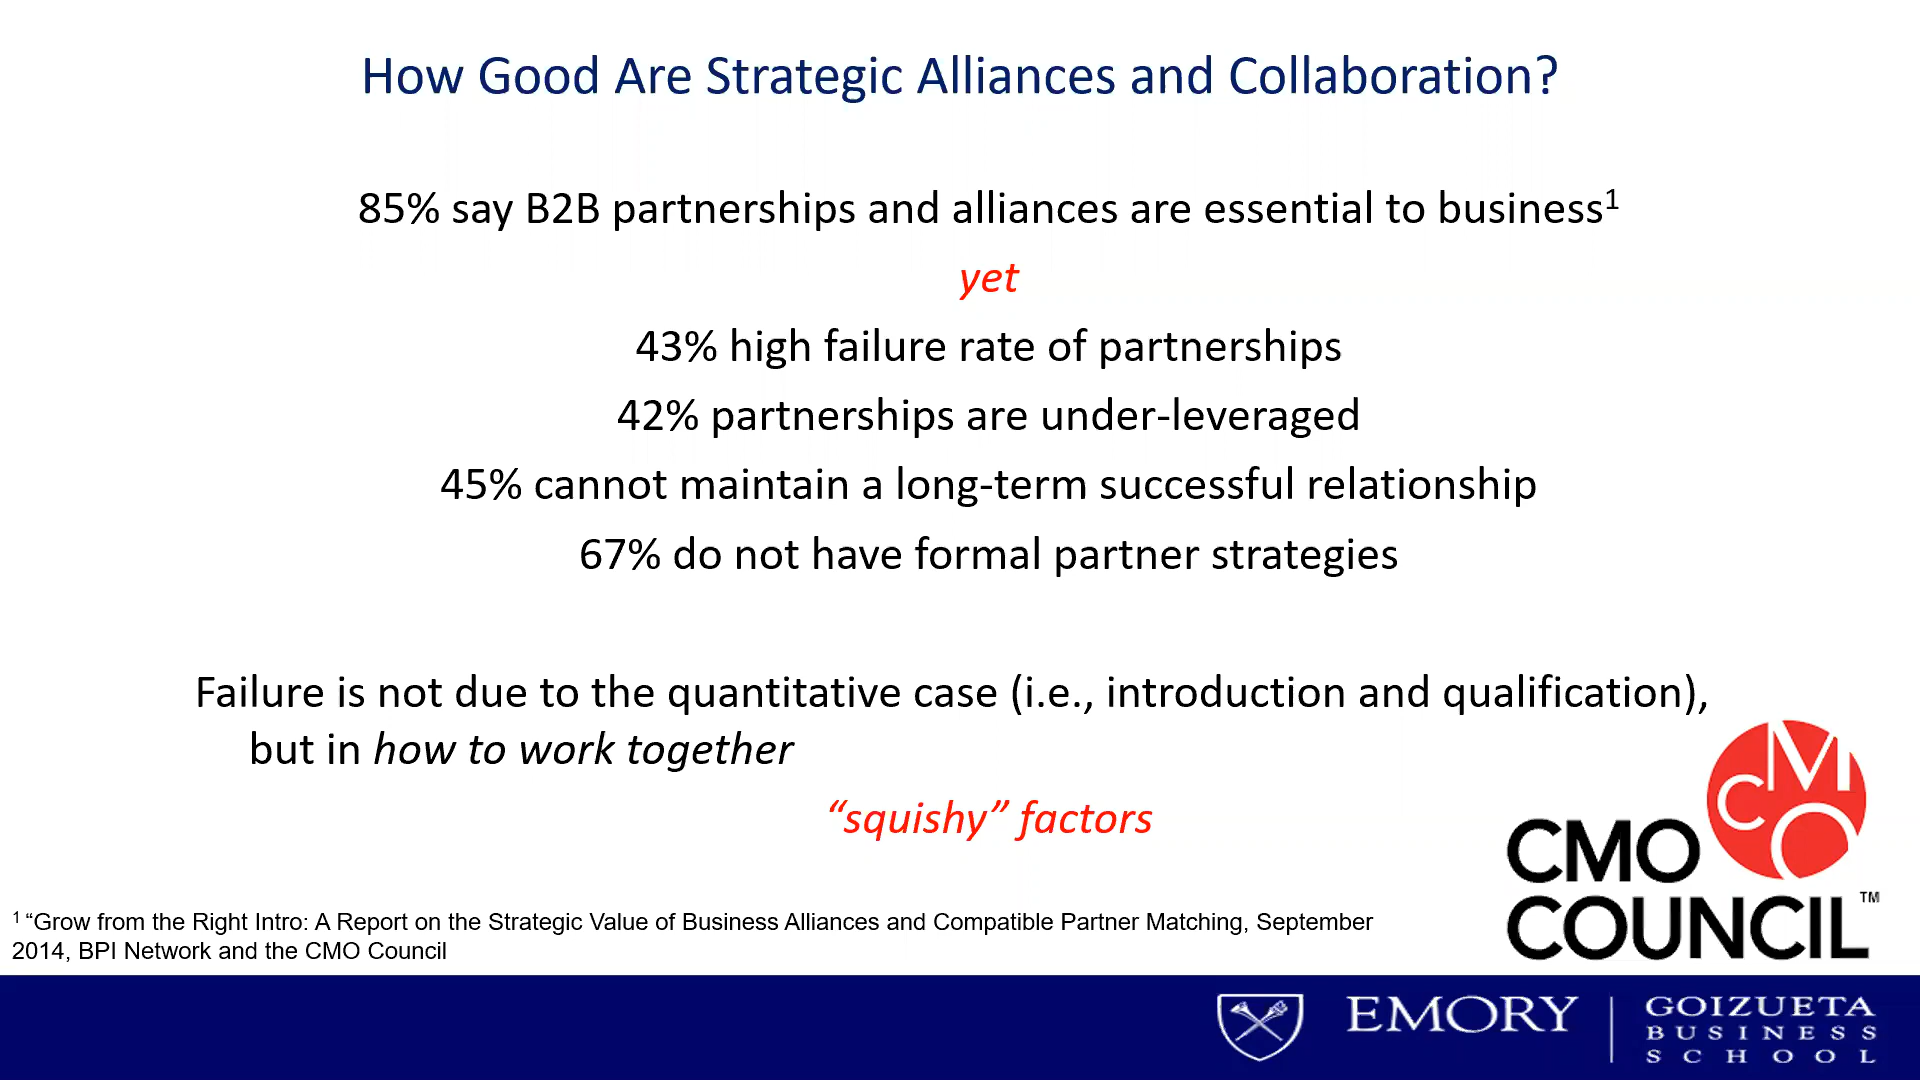 How Good Are Strategic Alliances and Collaboration?
85% say B2B partnerships and alliances are essential to business¹
yet
43% high failure rate of partnerships
42% partnerships are under-leveraged
45% cannot maintain a long-term successful relationship
67% do not have formal partner strategies
Failure is not due to the quantitative case (i.e., introduction and qualification),
but in how to work together
“squishy” factors
CMO
CMO
COUNCIL™
¹ “Grow from the Right Intro: A Report on the Strategic Value of Business Alliances and Compatible Partner Matching, September
2014, BPI Network and the CMO Council
EMORY
GOIZUETA
BUSINESS
SCHOOL